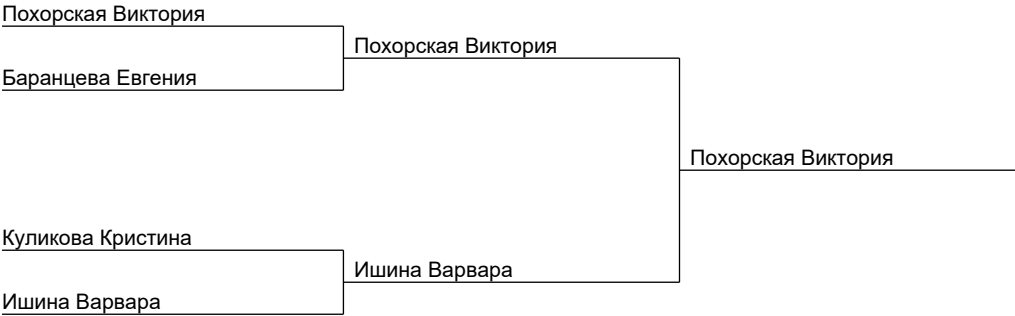 Похорская Виктория
Похорская Виктория
Баранцева Евгения
Похорская Виктория
Куликова Кристина
Ишина Варвара
Ишина Варвара